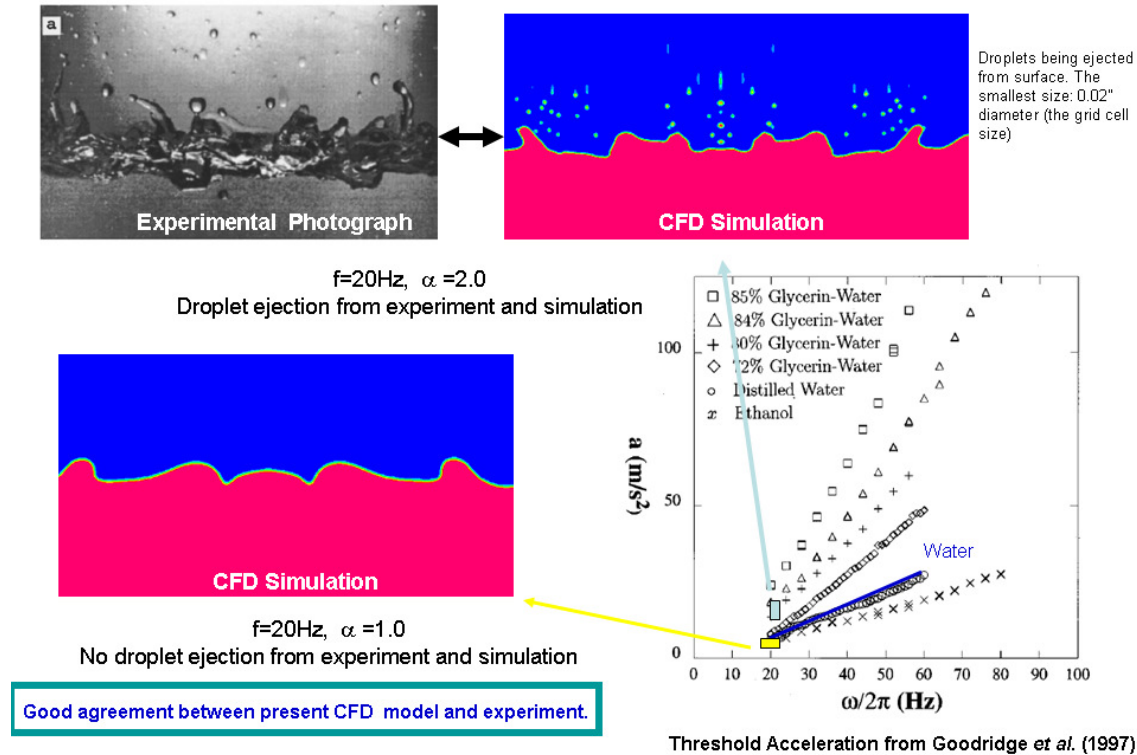 a
Experimental Photograph
CFD Simulation
Droplets being ejected
from surface. The
smallest size: 0.02"
diameter (the grid cell
size)
f=20Hz, α =2.0
Droplet ejection from experiment and simulation
CFD Simulation
f=20Hz, α =1.0
No droplet ejection from experiment and simulation
Good agreement between present CFD model and experiment.
□ 85% Glycerin-Water
△ 84% Glycerin-Water
+ 80% Glycerin-Water
◇ 72% Glycerin-Water
○ Distilled Water
x Ethanol
100
50
0
a (m/s²)
Water
0 10 20 30 40 50 60 70 80 90 100
ω/2π (Hz)
Threshold Acceleration from Goodridge et al. (1997)